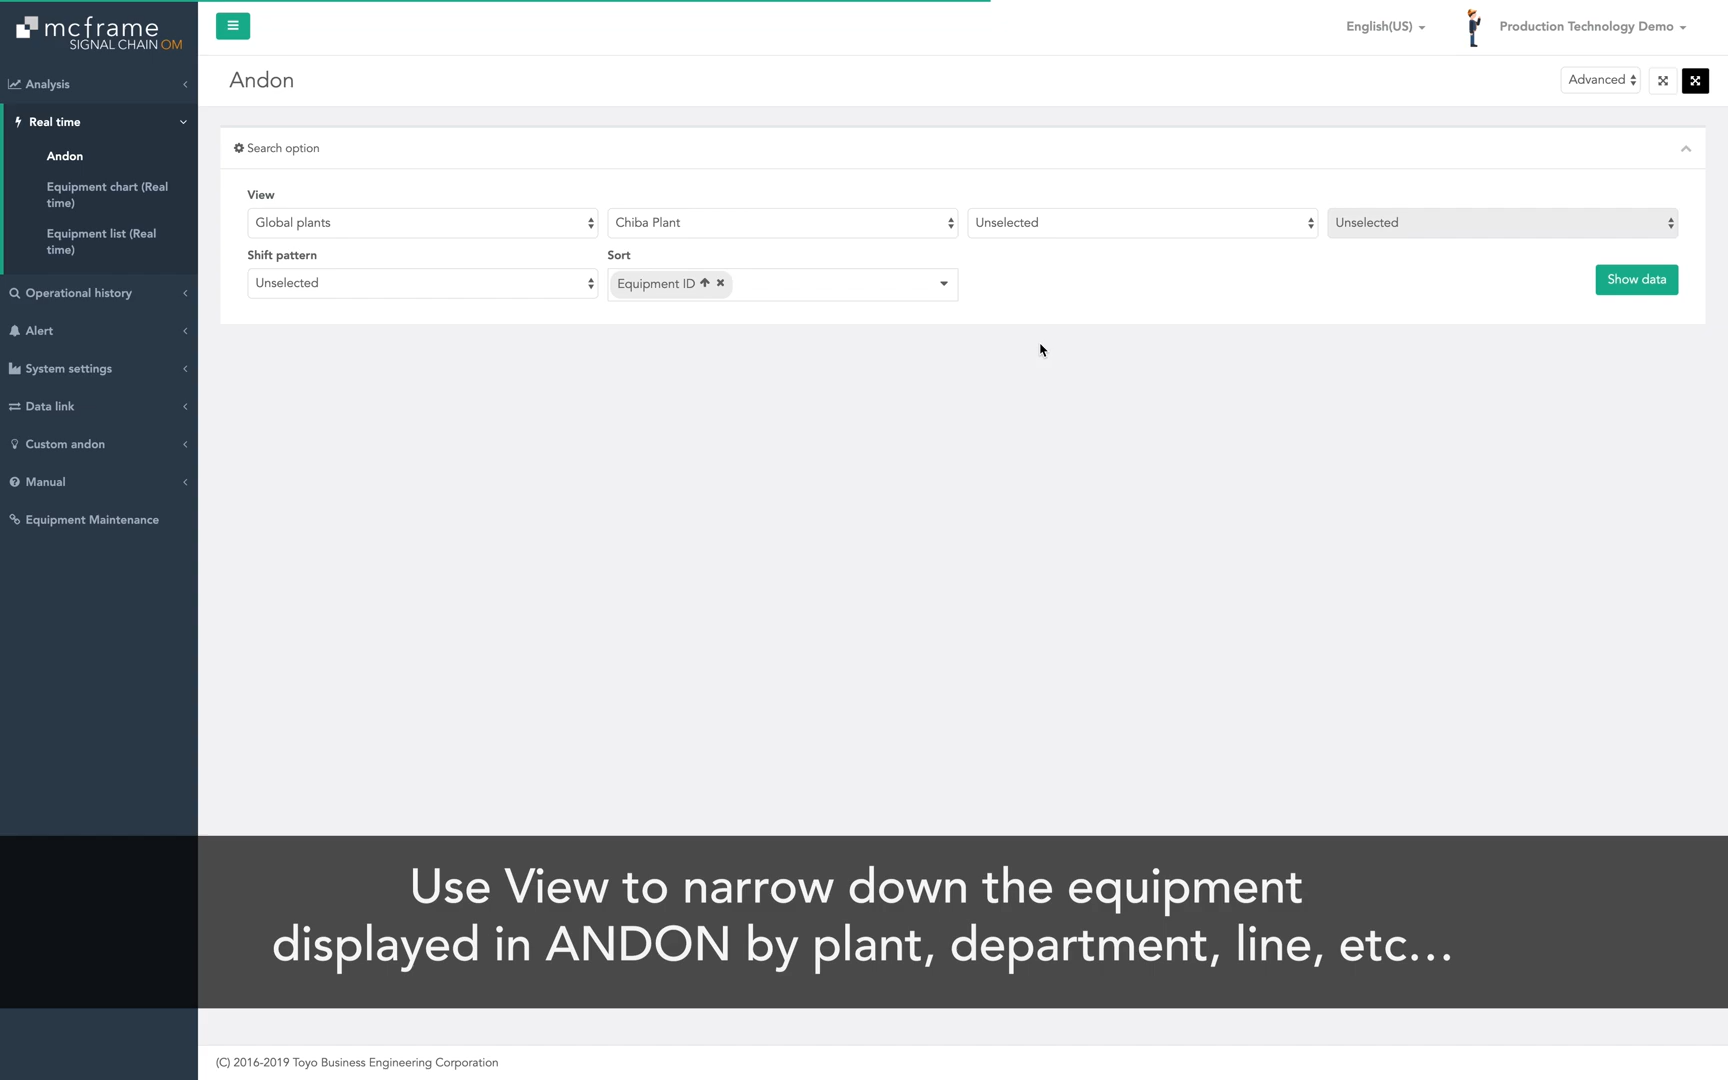 mcframe
SIGNAL CHAIN OM
English(US)
Production Technology Demo
Analysis
Real time
Andon
Equipment chart (Real
time)
Equipment list (Real
time)
Operational history
Alert
System settings
Data link
Custom andon
Manual
Equipment Maintenance
Andon
Advanced
Search option
View
Global plants
Chiba Plant
Unselected
Unselected
Shift pattern
Sort
Unselected
Equipment ID
Show data
Use View to narrow down the equipment
displayed in ANDON by plant, department, line, etc...
(C) 2016-2019 Toyo Business Engineering Corporation